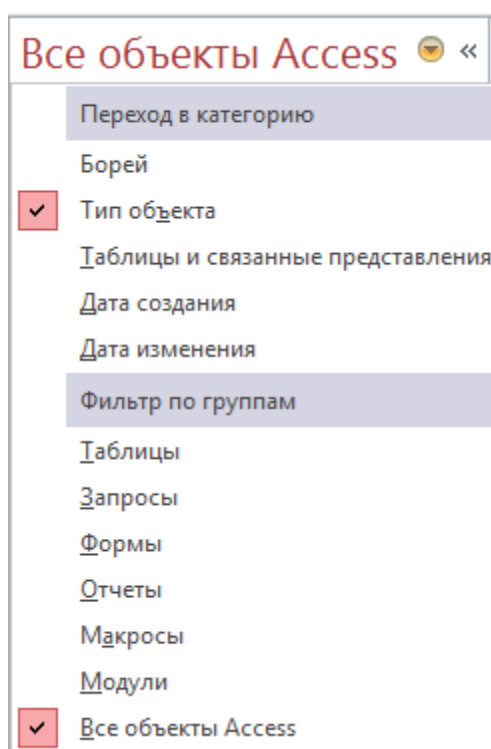 Все объекты Access «
Переход в категорию
Борей
Тип объекта
Таблицы и связанные представления
Дата создания
Дата изменения
Фильтр по группам
Таблицы
Запросы
Формы
Отчеты
Макросы
Модули
Все объекты Access